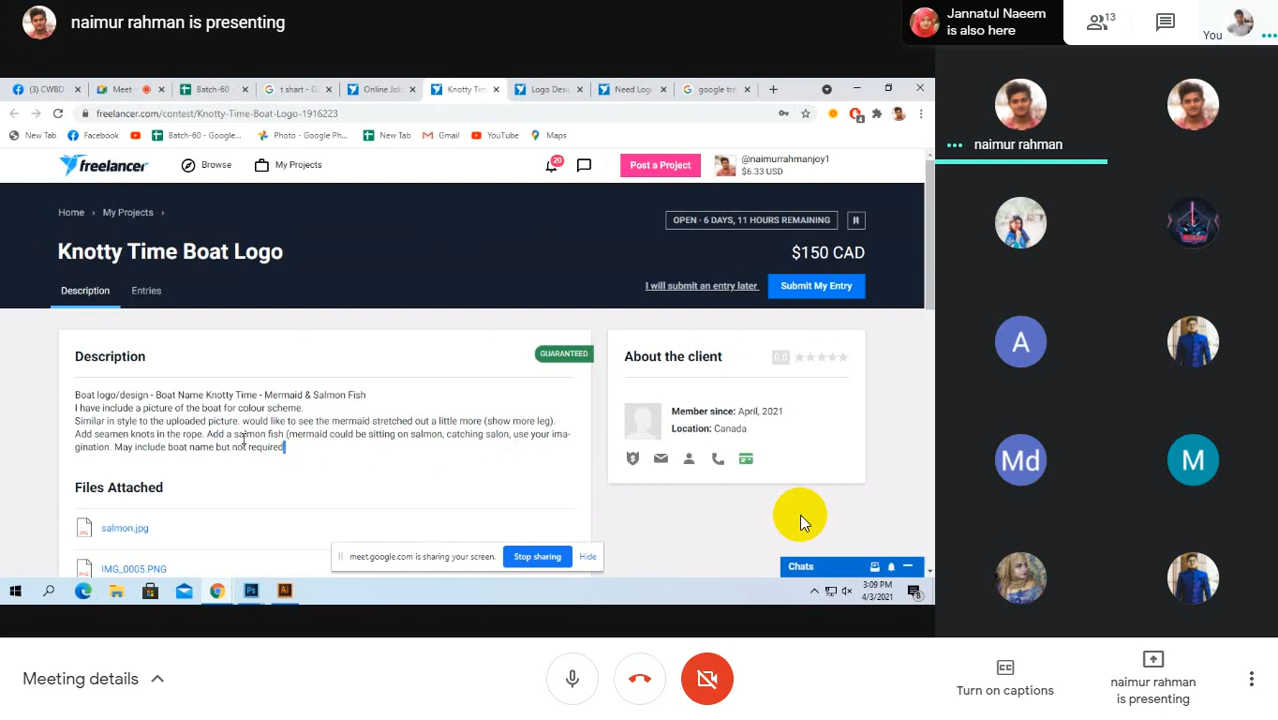 naimur rahman is presenting
Jannatul Naeem
is also here
13
You
(3) CWBD
Meet -
Batch-60
t shart - G
Online Job
Knotty Tim
Logo Desi
Need Logo
google tra
freelancer.com/contest/Knotty-Time-Boat-Logo-1916223
New Tab
Facebook
Batch-60 - Google...
Photo - Google Ph...
New Tab
Gmail
YouTube
Maps
freelancer
Browse
My Projects
20
Post a Project
@naimurrahmanjoy1
$6.33 USD
Home
My Projects
OPEN - 6 DAYS, 11 HOURS REMAINING
Knotty Time Boat Logo
$150 CAD
Description
Entries
I will submit an entry later
Submit My Entry
Description
GUARANTEED
Boat logo/design - Boat Name Knotty Time - Mermaid & Salmon Fish
I have include a picture of the boat for colour scheme.
Similar in style to the uploaded picture. would like to see the mermaid stretched out a little more (show more leg).
Add seamen knots in the rope. Add a salmon fish (mermaid could be sitting on salmon, catching salon, use your ima-
gination. May include boat name but not required
About the client
0.0
Member since: April, 2021
Location: Canada
Files Attached
salmon.jpg
IMG_0005.PNG
meet.google.com is sharing your screen.
Stop sharing
Hide
Chats
Ps
Ai
3:09 PM
4/3/2021
8
naimur rahman
A
Md
M
Meeting details
Turn on captions
naimur rahman
is presenting